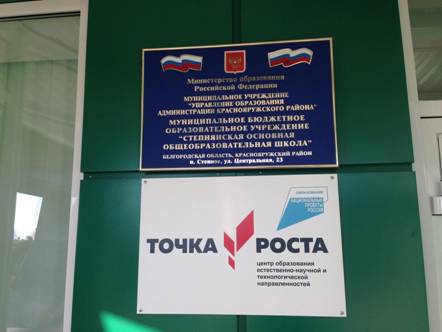 Министерство образования
Российской Федерации
МУНИЦИПАЛЬНОЕ УЧРЕЖДЕНИЕ
"УПРАВЛЕНИЕ ОБРАЗОВАНИЯ
АДМИНИСТРАЦИИ КРАСНОЯРУЖСКОГО РАЙОНА"
МУНИЦИПАЛЬНОЕ БЮДЖЕТНОЕ
ОБРАЗОВАТЕЛЬНОЕ УЧРЕЖДЕНИЕ
"СТЕПНЯНСКАЯ ОСНОВНАЯ
ОБЩЕОБРАЗОВАТЕЛЬНАЯ ШКОЛА"
БЕЛГОРОДСКАЯ ОБЛАСТЬ, КРАСНОЯРУЖСКИЙ РАЙОН
п. Степное, ул. Центральная, 23
ОБРАЗОВАНИЕ
НАЦИОНАЛЬНЫЕ
ПРОЕКТЫ
РОССИИ
ТОЧКА РОСТА
центр образования
естественно-научной и
технологической
направленностей